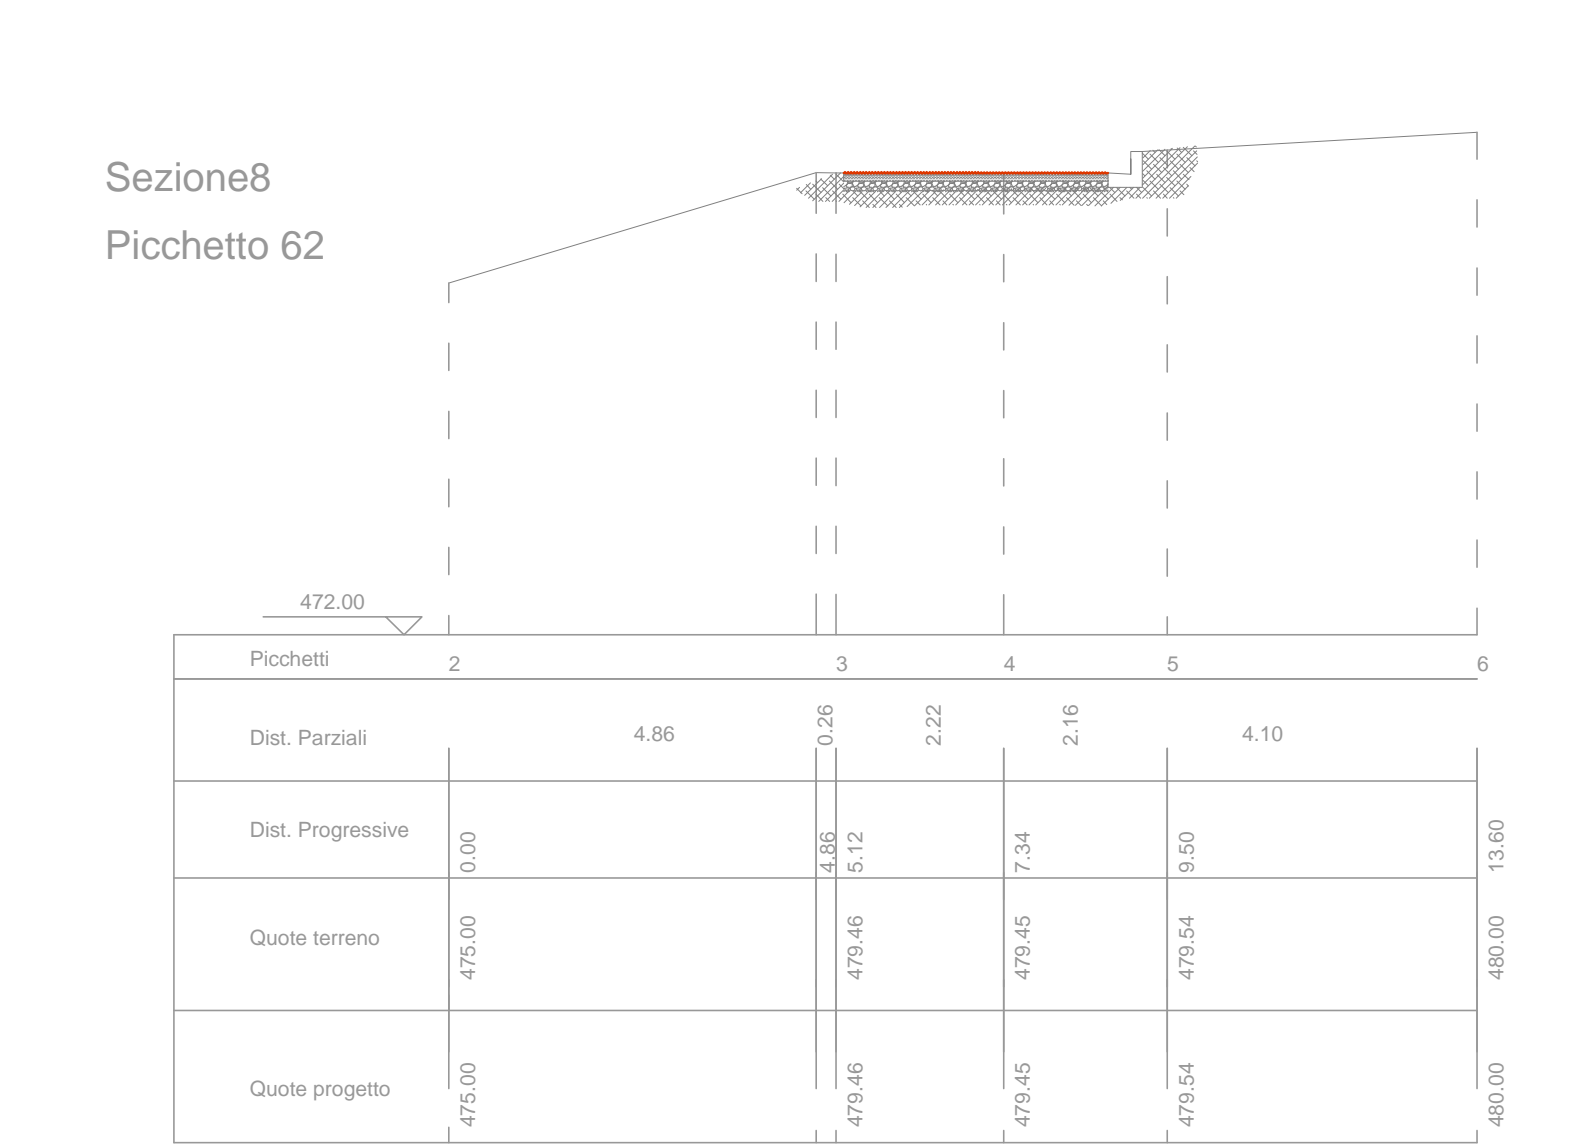 Sezione8
Picchetto 62
472.00
Picchetti 2 3 4 5 6
Dist. Parziali 4.86 0.26 2.22 2.16 4.10
Dist. Progressive 0.00 4.86 5.12 7.34 9.50 13.60
Quote terreno 475.00 479.46 479.45 479.54 480.00
Quote progetto 475.00 479.46 479.45 479.54 480.00